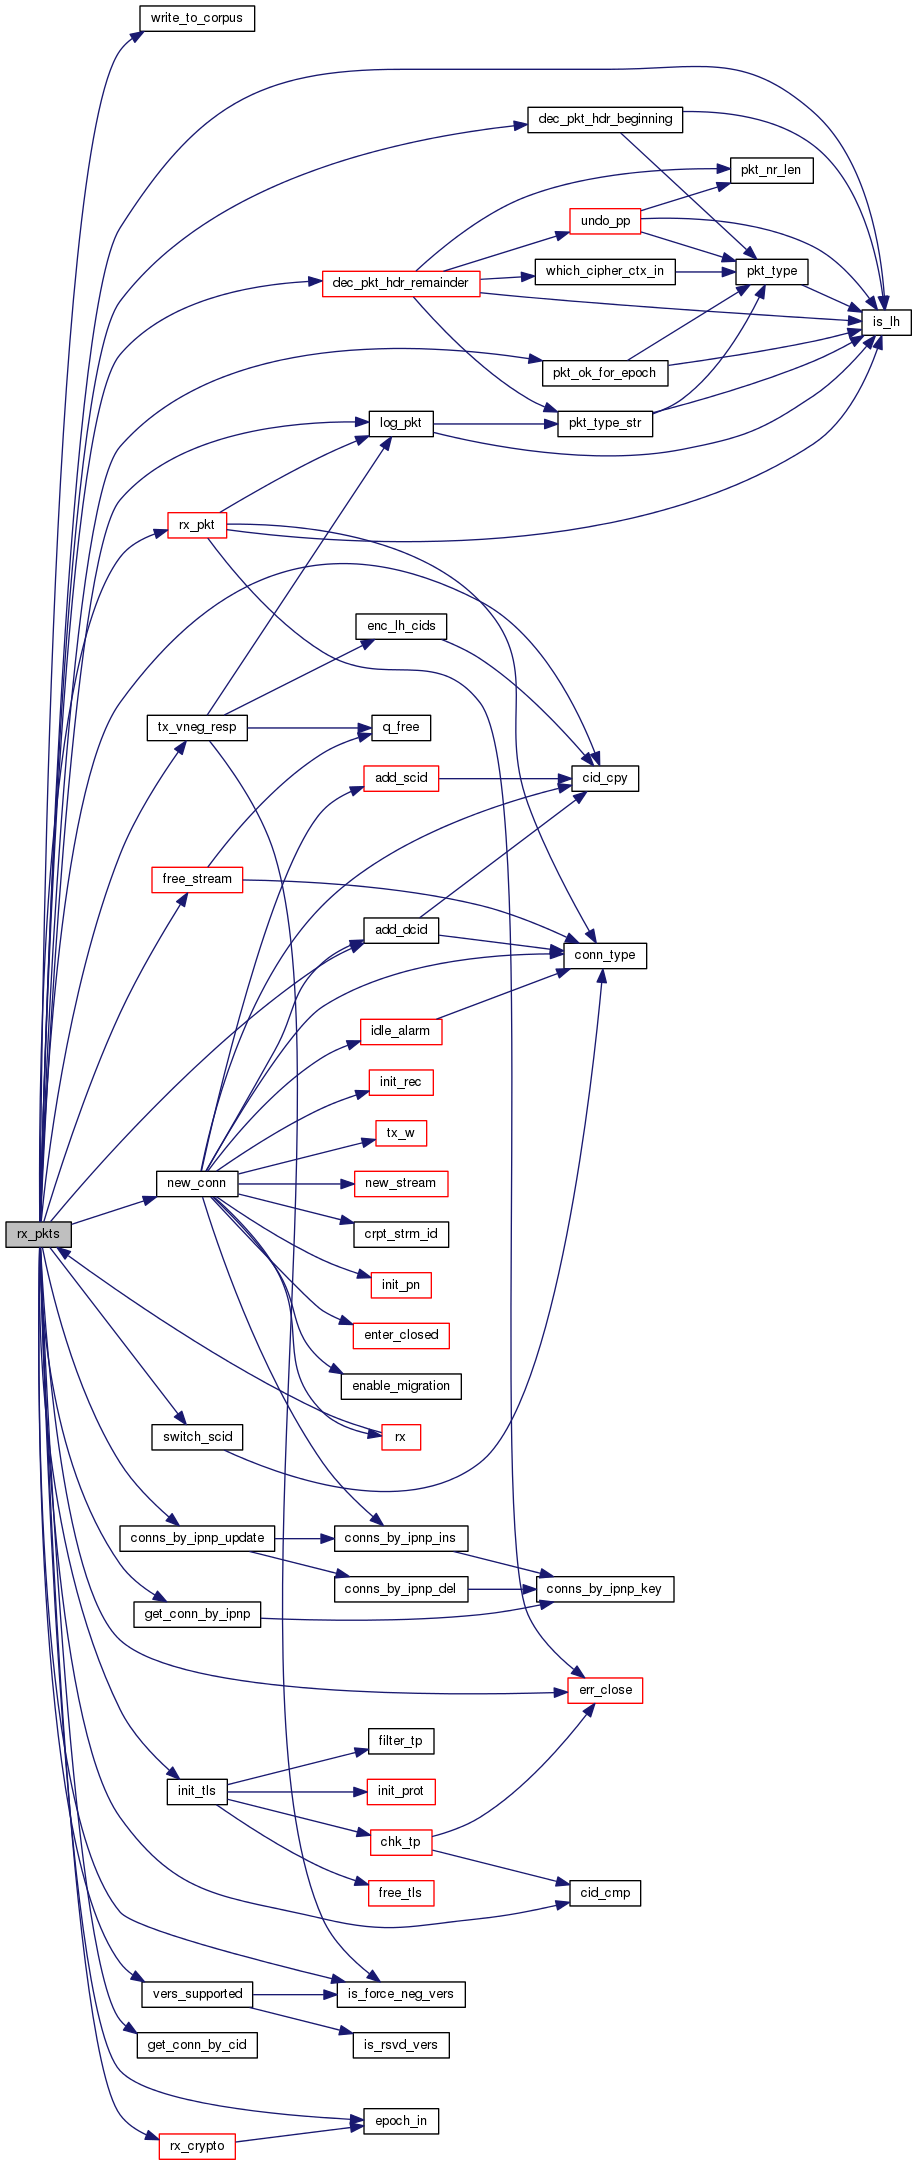 write_to_corpus
dec_pkt_hdr_beginning
pkt_nr_len
undo_pp
which_cipher_ctx_in
pkt_type
dec_pkt_hdr_remainder
is_lh
pkt_ok_for_epoch
log_pkt
pkt_type_str
rx_pkt
enc_lh_cids
tx_vneg_resp
q_free
add_scid
cid_cpy
free_stream
add_dcid
conn_type
idle_alarm
init_rec
tx_w
new_conn
new_stream
rx_pkts
crpt_strm_id
init_pn
enter_closed
enable_migration
switch_scid
rx
conns_by_ipnp_update
conns_by_ipnp_ins
conns_by_ipnp_del
conns_by_ipnp_key
get_conn_by_ipnp
err_close
filter_tp
init_tls
init_prot
chk_tp
free_tls
cid_cmp
vers_supported
is_force_neg_vers
get_conn_by_cid
is_rsvd_vers
epoch_in
rx_crypto